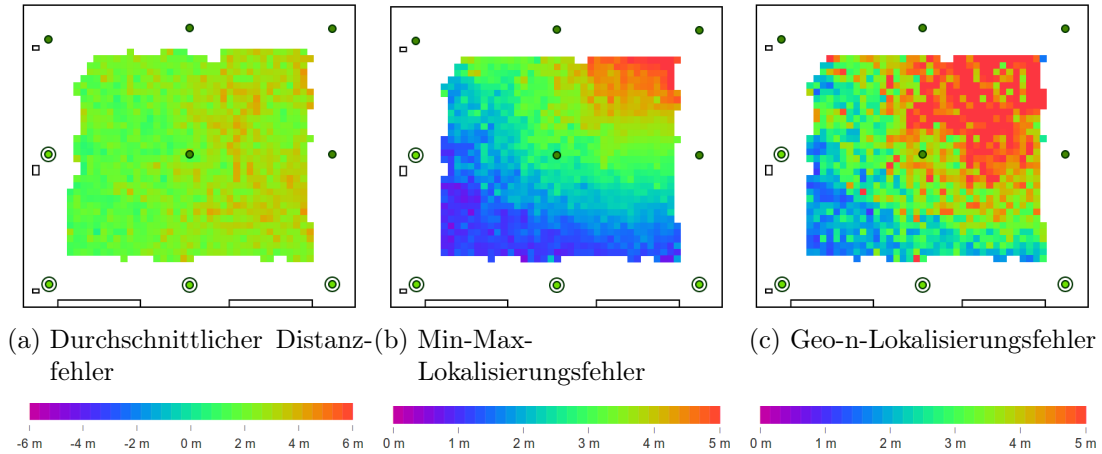 (a) Durchschnittlicher Distanz-
fehler
(b) Min-Max-
Lokalisierungsfehler
(c) Geo-n-Lokalisierungsfehler
-6 m -4 m -2 m 0 m 2 m 4 m 6 m
0 m 1 m 2 m 3 m 4 m 5 m
0 m 1 m 2 m 3 m 4 m 5 m